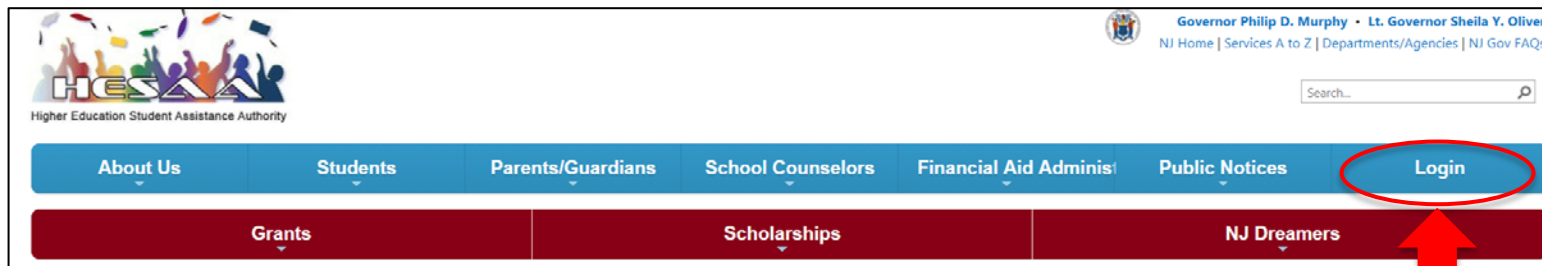 Governor Philip D. Murphy • Lt. Governor Sheila Y. Oliver
NJ Home | Services A to Z | Departments/Agencies | NJ Gov FAQs
HESAA
Higher Education Student Assistance Authority
Search...
About Us Students Parents/Guardians School Counselors Financial Aid Administ Public Notices Login
Grants Scholarships NJ Dreamers